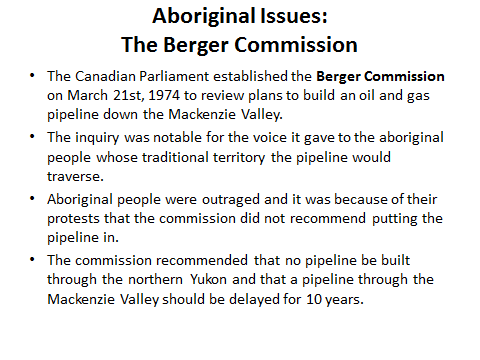 Aboriginal Issues:
The Berger Commission
• The Canadian Parliament established the Berger Commission
on March 21st, 1974 to review plans to build an oil and gas
pipeline down the Mackenzie Valley.
• The inquiry was notable for the voice it gave to the aboriginal
people whose traditional territory the pipeline would
traverse.
• Aboriginal people were outraged and it was because of their
protests that the commission did not recommend putting the
pipeline in.
• The commission recommended that no pipeline be built
through the northern Yukon and that a pipeline through the
Mackenzie Valley should be delayed for 10 years.